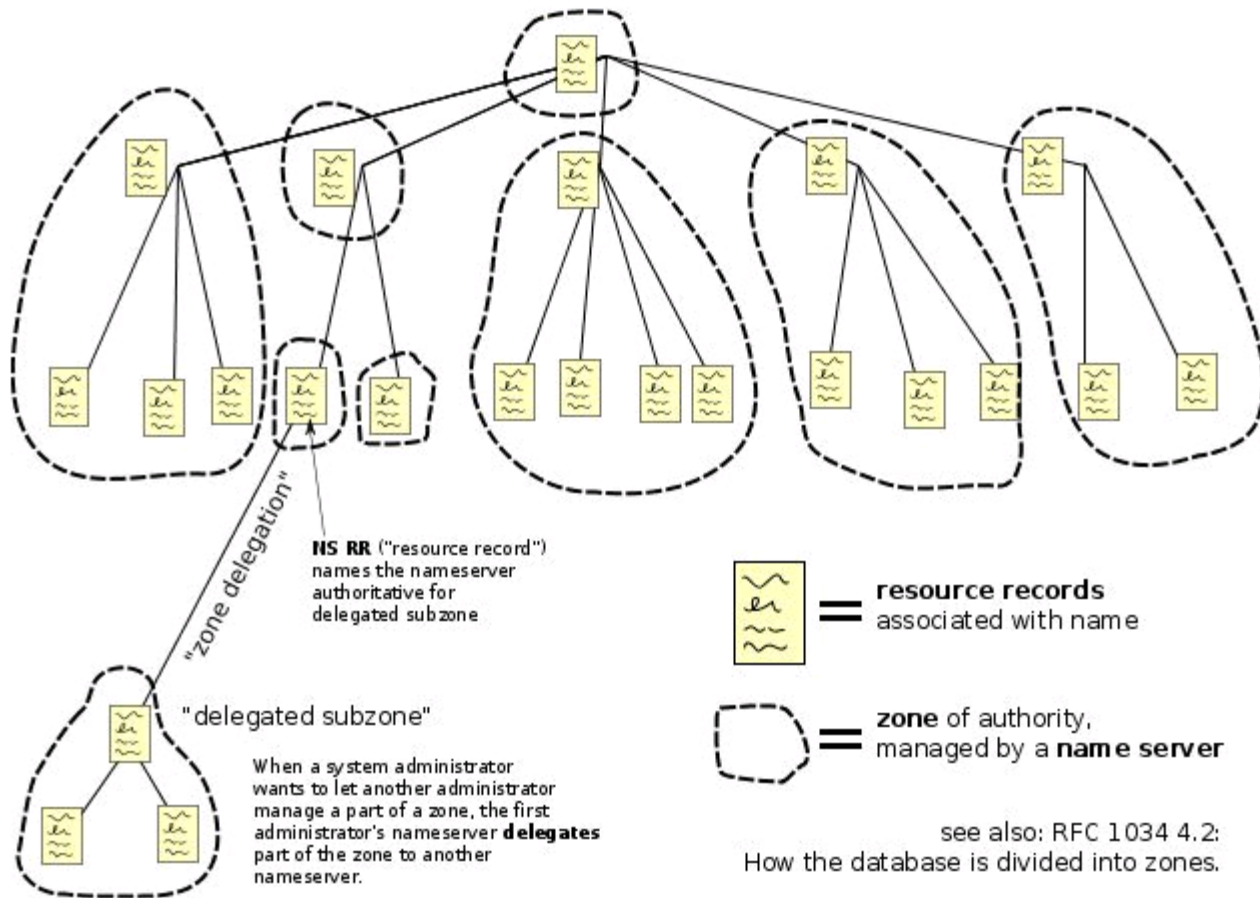 "zone delegation"
NS RR ("resource record")
names the nameserver
authoritative for
delegated subzone
resource records
associated with name
"delegated subzone"
When a system administrator
wants to let another administrator
manage a part of a zone, the first
administrator's nameserver delegates
part of the zone to another
nameserver.
zone of authority,
managed by a name server
see also: RFC 1034 4.2:
How the database is divided into zones.